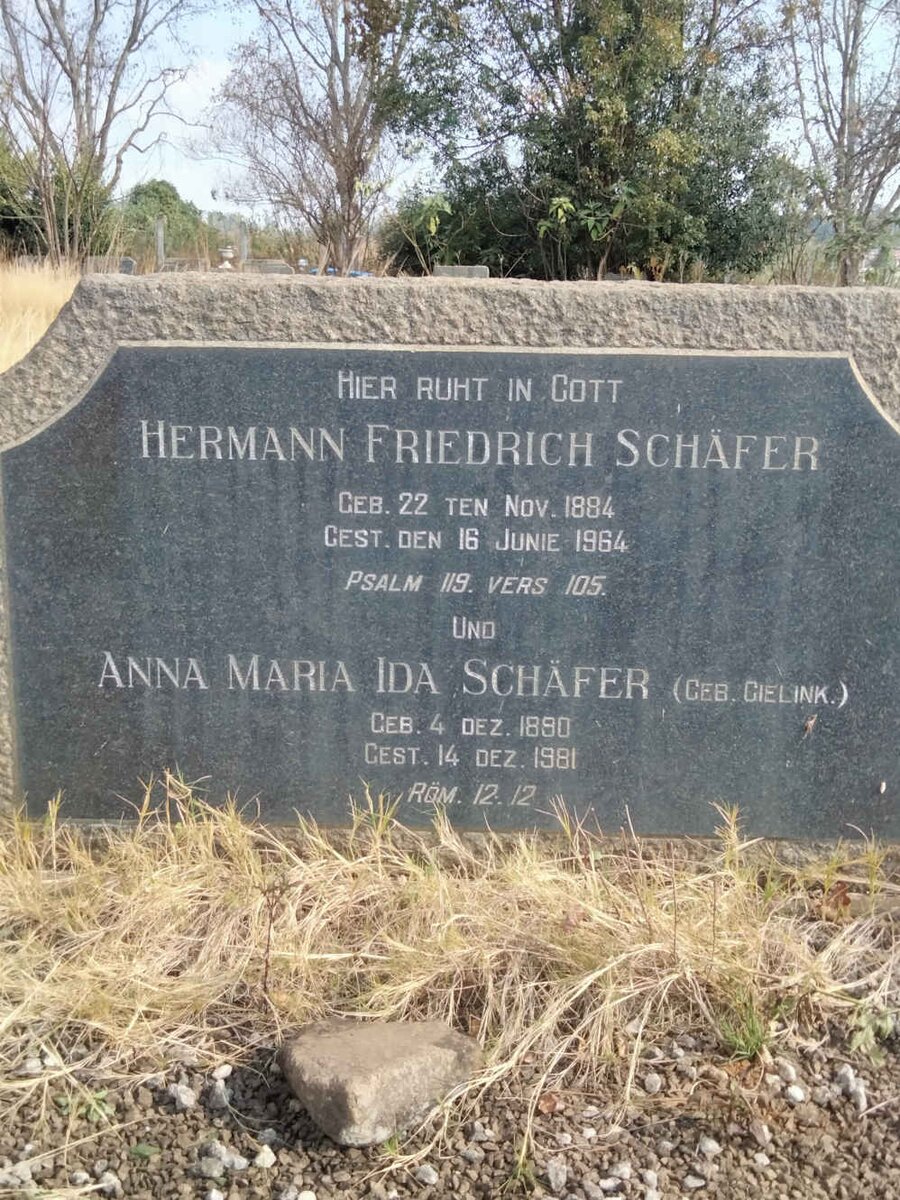 HIER RUHT IN GOTT
HERMANN FRIEDRICH SCHÄFER
GEB. 22 TEN NOV. 1884
GEST. DEN 16 JUNIE 1964
PSALM 119. VERS 105.
UND
ANNA MARIA IDA SCHÄFER (GEB. GIELINK.)
GEB. 4 DEZ. 1890
GEST. 14 DEZ. 1981
RÖM. 12. 12